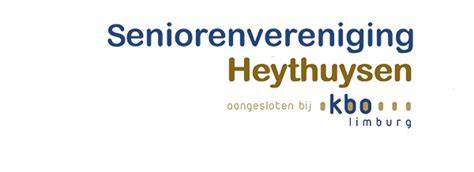 Seniorenvereniging
Heythuysen
aangesloten bij kbo
limburg